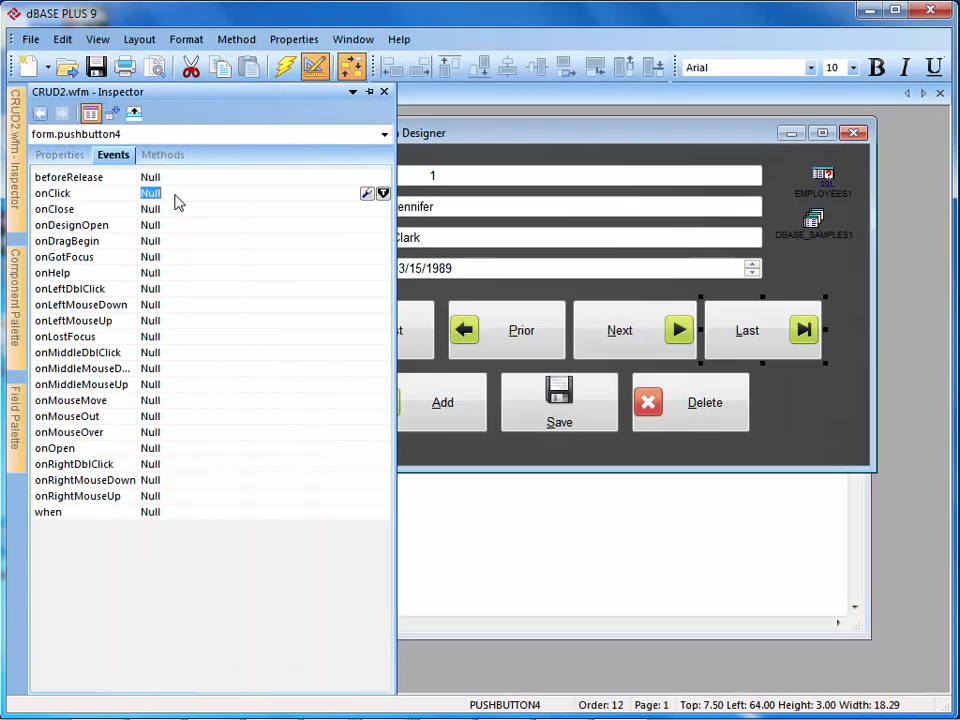 dBASE PLUS 9
File Edit View Layout Format Method Properties Window Help
Arial 10 B I U
CRUD2.wfm - Inspector
form.pushbutton4
Properties Events Methods
beforeRelease Null
onClick Null
onClose Null
onDesignOpen Null
onDragBegin Null
onGotFocus Null
onHelp Null
onLeftDblClick Null
onLeftMouseDown Null
onLeftMouseUp Null
onLostFocus Null
onMiddleDblClick Null
onMiddleMouseD... Null
onMiddleMouseUp Null
onMouseMove Null
onMouseOut Null
onMouseOver Null
onOpen Null
onRightDblClick Null
onRightMouseDown Null
onRightMouseUp Null
when Null
CRUD2.wfm - Inspector
Component Palette
Field Palette
Designer
1
ennifer
Clark
3/15/1989
SQL
EMPLOYEES1
DBASE_SAMPLES1
st Prior Next Last
Add Save Delete
PUSHBUTTON4 Order: 12 Page: 1 Top: 7.50 Left: 64.00 Height: 3.00 Width: 18.29